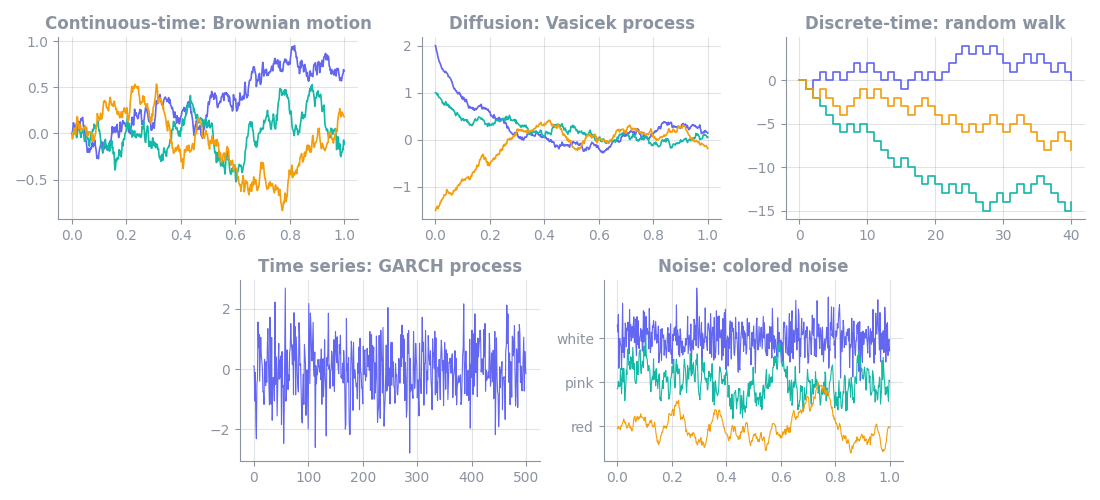 Continuous-time: Brownian motion
1.0
0.5
0.0
−0.5
0.0 0.2 0.4 0.6 0.8 1.0
Diffusion: Vasicek process
2
1
0
−1
0.0 0.2 0.4 0.6 0.8 1.0
Discrete-time: random walk
0
−5
−10
−15
0 10 20 30 40
Time series: GARCH process
2
0
−2
0 100 200 300 400 500
Noise: colored noise
white
pink
red
0.0 0.2 0.4 0.6 0.8 1.0